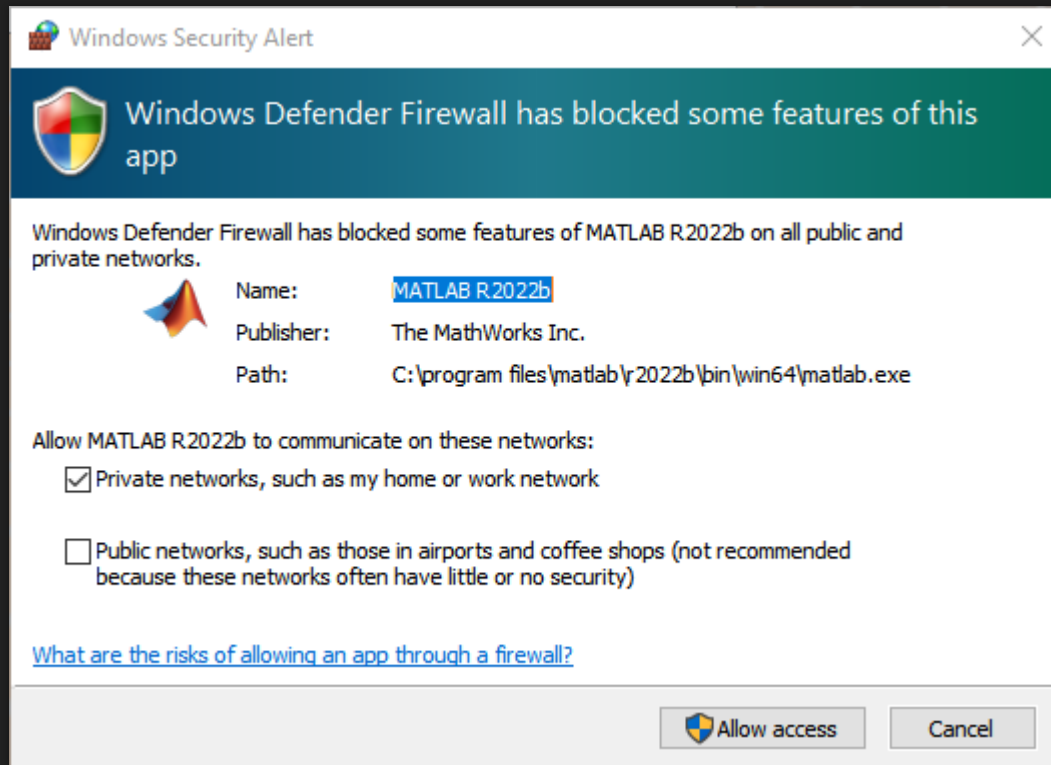 Windows Security Alert
Windows Defender Firewall has blocked some features of this
app
Windows Defender Firewall has blocked some features of MATLAB R2022b on all public and
private networks.
Name: MATLAB R2022b
Publisher: The MathWorks Inc.
Path: C:\program files\matlab\r2022b\bin\win64\matlab.exe
Allow MATLAB R2022b to communicate on these networks:
Private networks, such as my home or work network
Public networks, such as those in airports and coffee shops (not recommended
because these networks often have little or no security)
What are the risks of allowing an app through a firewall?
Allow access Cancel